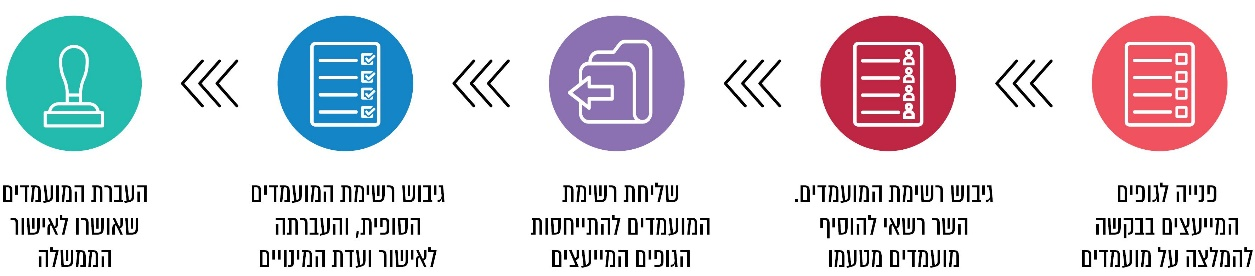 פנייה לגופים
המייעצים בבקשה
להמלצה על מועמדים
גיבוש רשימת המועמדים.
השר רשאי להוסיף
מועמדים מטעמו
שליחת רשימת
המועמדים להתייחסות
הגופים המייעצים
גיבוש רשימת המועמדים
הסופית, והעברתה
לאישור ועדת המינויים
העברת המועמדים
שאושרו לאישור
הממשלה